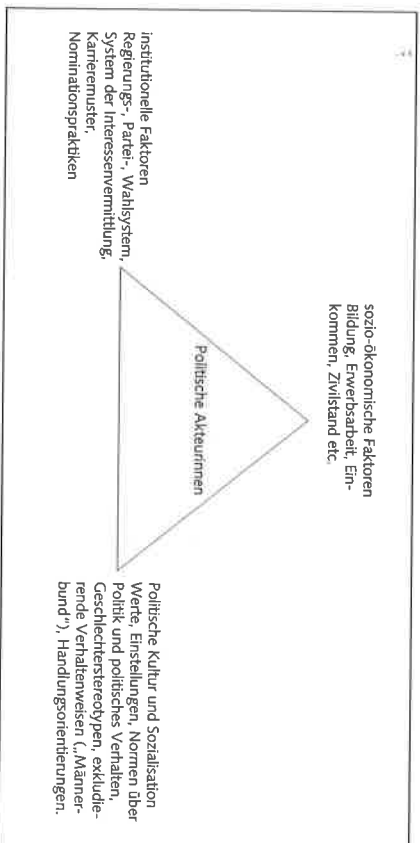 sozio-ökonomische Faktoren
Bildung, Erwerbsarbeit, Ein-
kommen, Zivilstand etc.
Politische Akteurinnen
institutionelle Faktoren
Regierungs-, Partei-, Wahlsystem,
System der Interessenvermittlung,
Karrieremuster,
Nominationspraktiken
Politische Kultur und Sozialisation
Werte, Einstellungen, Normen über
Politik und politisches Verhalten,
Geschlechterstereotypen, exkludie-
rende Verhaltenweisen („Männer-
bund"), Handlungsorientierungen.